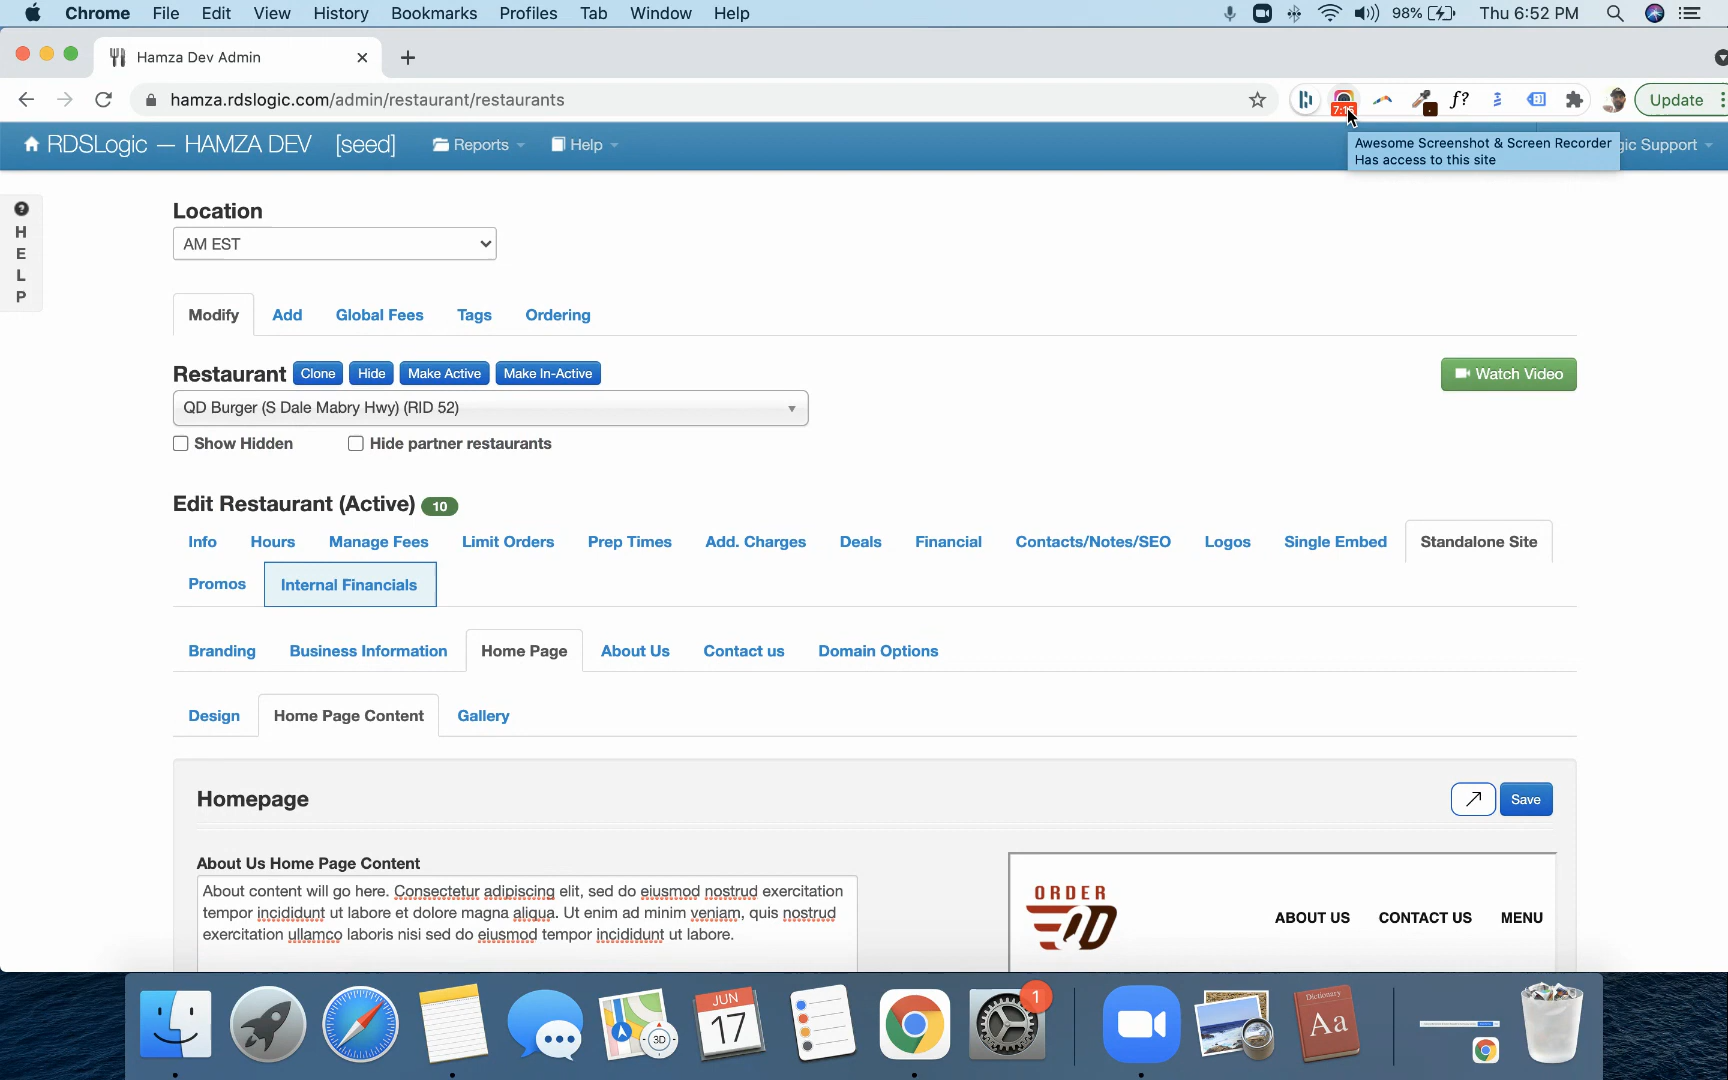 Chrome File Edit View History Bookmarks Profiles Tab Window Help 98% Thu 6:52 PM
Hamza Dev Admin
hamza.rdslogic.com/admin/restaurant/restaurants f? Update
7:15
RDSLogic — HAMZA DEV [seed] Reports Help gic Support
Awesome Screenshot & Screen Recorder
Has access to this site
H
E
L
P
Location
AM EST
Modify Add Global Fees Tags Ordering
Restaurant Clone Hide Make Active Make In-Active Watch Video
QD Burger (S Dale Mabry Hwy) (RID 52)
Show Hidden Hide partner restaurants
Edit Restaurant (Active) 10
Info Hours Manage Fees Limit Orders Prep Times Add. Charges Deals Financial Contacts/Notes/SEO Logos Single Embed Standalone Site
Promos Internal Financials
Branding Business Information Home Page About Us Contact us Domain Options
Design Home Page Content Gallery
Homepage Save
About Us Home Page Content
About content will go here. Consectetur adipiscing elit, sed do eiusmod nostrud exercitation
tempor incididunt ut labore et dolore magna aliqua. Ut enim ad minim veniam, quis nostrud
exercitation ullamco laboris nisi sed do eiusmod tempor incididunt ut labore.
ORDER
ABOUT US CONTACT US MENU
JUN
17
3D
1
Dictionary
Aa